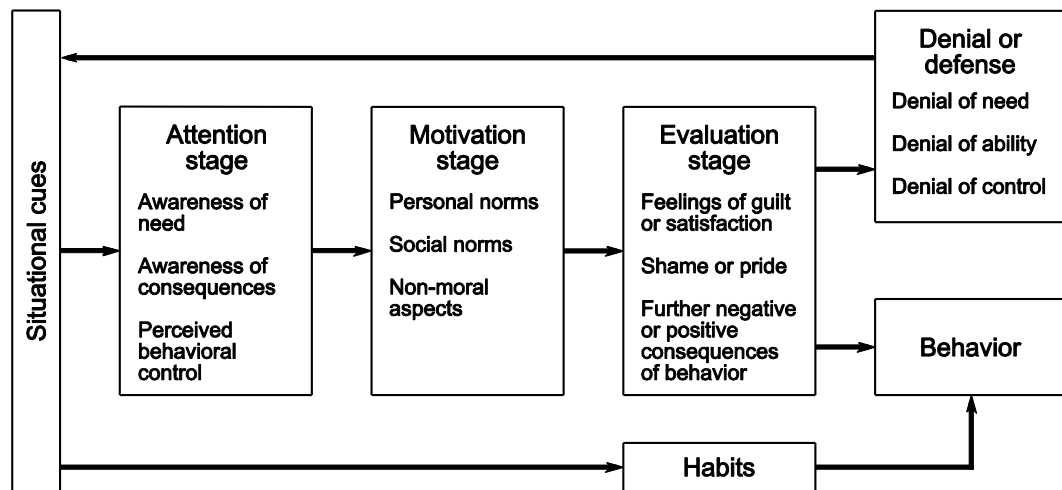 Situational cues
Attention
stage
Awareness of
need
Awareness of
consequences
Perceived
behavioral
control
Motivation
stage
Personal norms
Social norms
Non-moral
aspects
Evaluation
stage
Feelings of guilt
or satisfaction
Shame or pride
Further negative
or positive
consequences
of behavior
Denial or
defense
Denial of need
Denial of ability
Denial of control
Behavior
Habits